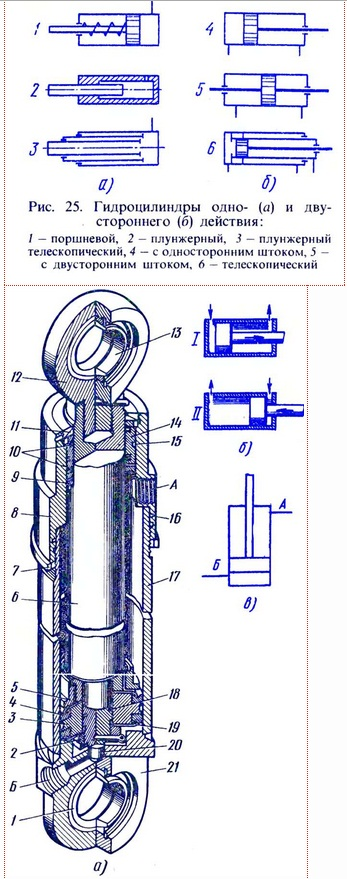 1
4
2
5
3
6
а)
б)
Рис. 25. Гидроцилиндры одно- (а) и дву-
стороннего (б) действия:
1 — поршневой, 2 — плунжерный, 3 — плунжерный
телескопический, 4 — с односторонним штоком, 5 —
с двусторонним штоком, 6 — телескопический
13
12
I
11
14
15
10
II
9
А
б)
8
16
А
7
17
6
Б
в)
5
18
4
3
19
2
20
Б
21
1
а)